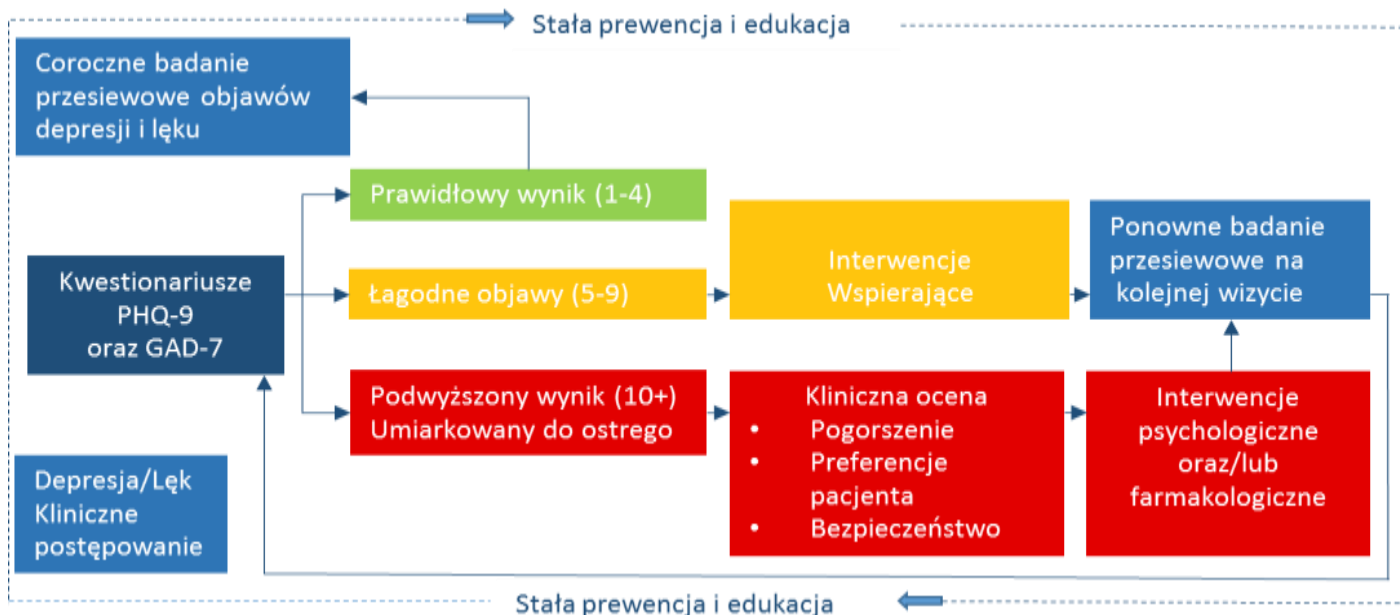 Stała prewencja i edukacja
Coroczne badanie
przesiewowe objawów
depresji i lęku
Prawidłowy wynik (1-4)
Kwestionariusze
PHQ-9
oraz GAD-7
Łagodne objawy (5-9)
Interwencje
Wspierające
Ponowne badanie
przesiewowe na
kolejnej wizycie
Podwyższony wynik (10+)
Umiarkowany do ostrego
Kliniczna ocena
• Pogorszenie
• Preferencje
pacjenta
• Bezpieczeństwo
Interwencje
psychologiczne
oraz/lub
farmakologiczne
Depresja/Lęk
Kliniczne
postępowanie
Stała prewencja i edukacja